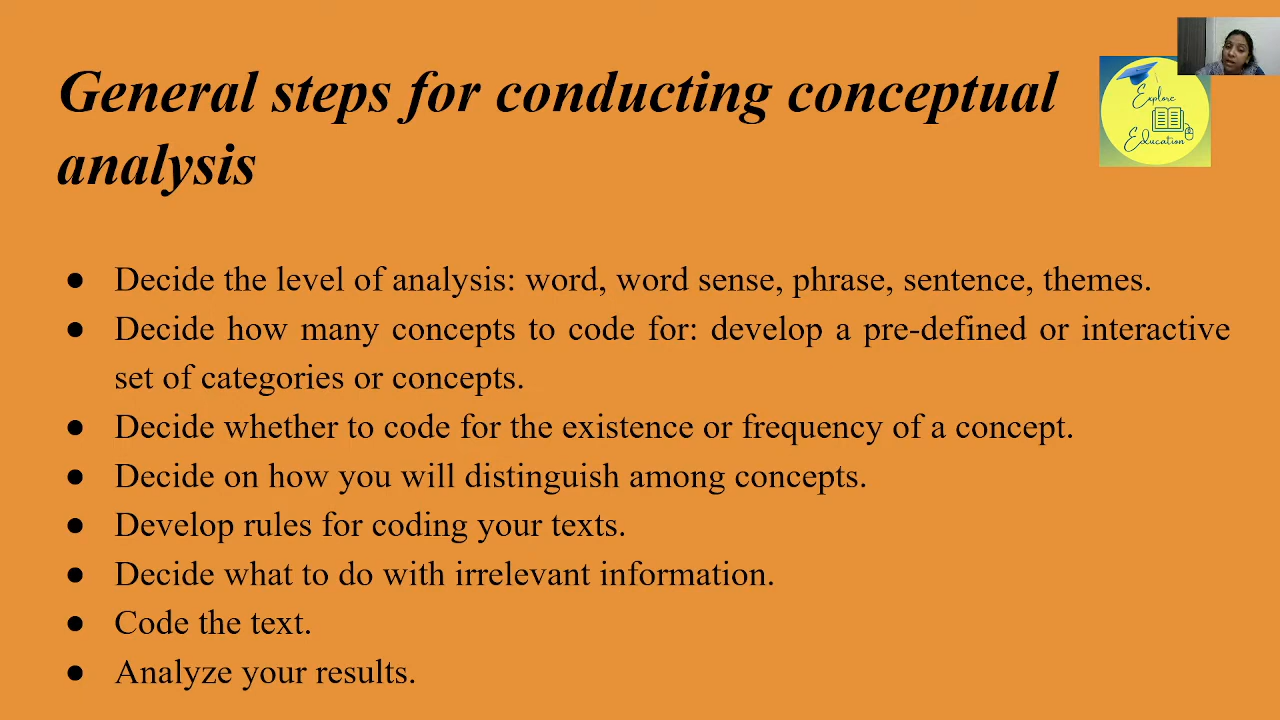 General steps for conducting conceptual
analysis
Explore
Education
● Decide the level of analysis: word, word sense, phrase, sentence, themes.
● Decide how many concepts to code for: develop a pre-defined or interactive
set of categories or concepts.
● Decide whether to code for the existence or frequency of a concept.
● Decide on how you will distinguish among concepts.
● Develop rules for coding your texts.
● Decide what to do with irrelevant information.
● Code the text.
● Analyze your results.